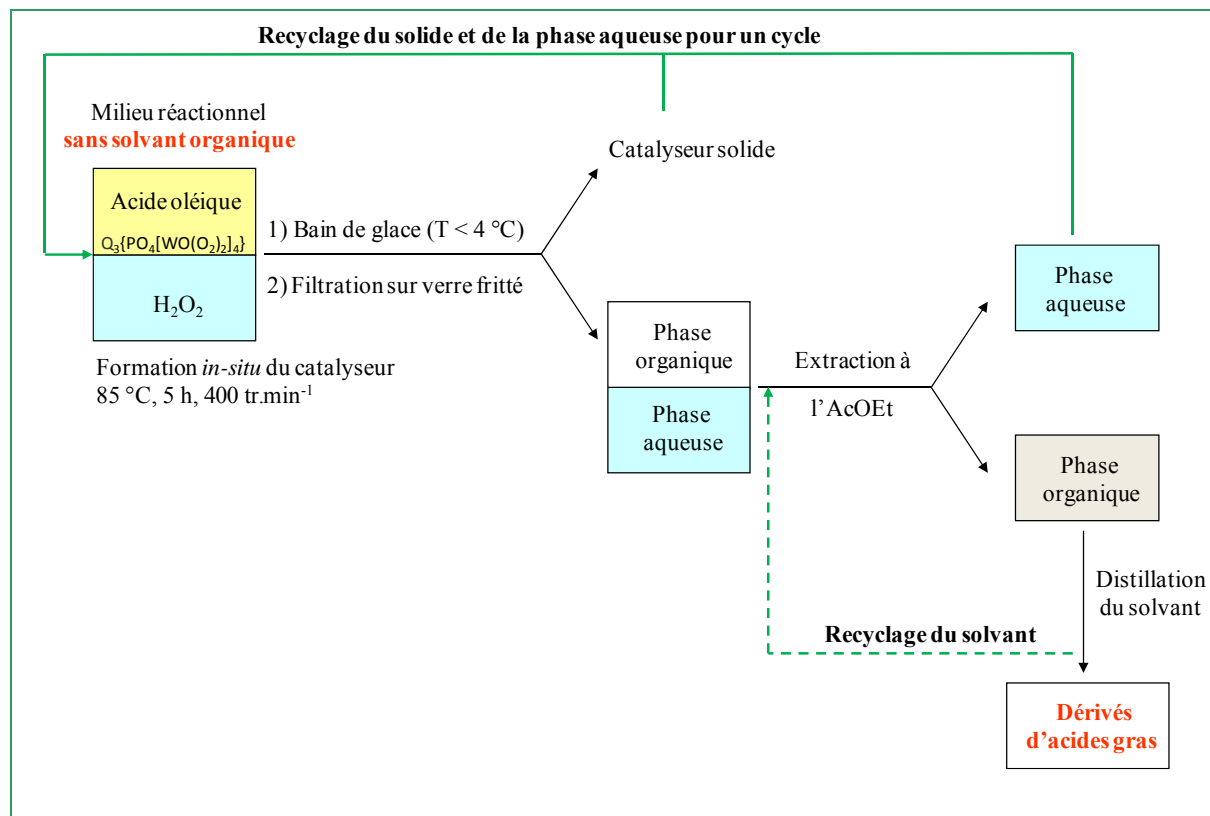 Recyclage du solide et de la phase aqueuse pour un cycle
Milieu réactionnel
sans solvant organique
Acide oléique
Q₃{PO₄[WO(O₂)₂]₄}
H₂O₂
Formation in-situ du catalyseur
85 °C, 5 h, 400 tr.min⁻¹
1) Bain de glace (T < 4 °C)
2) Filtration sur verre fritté
Catalyseur solide
Phase
organique
Phase
aqueuse
Extraction à
l’AcOEt
Phase
aqueuse
Phase
organique
Distillation
du solvant
Recyclage du solvant
Dérivés
d’acides gras